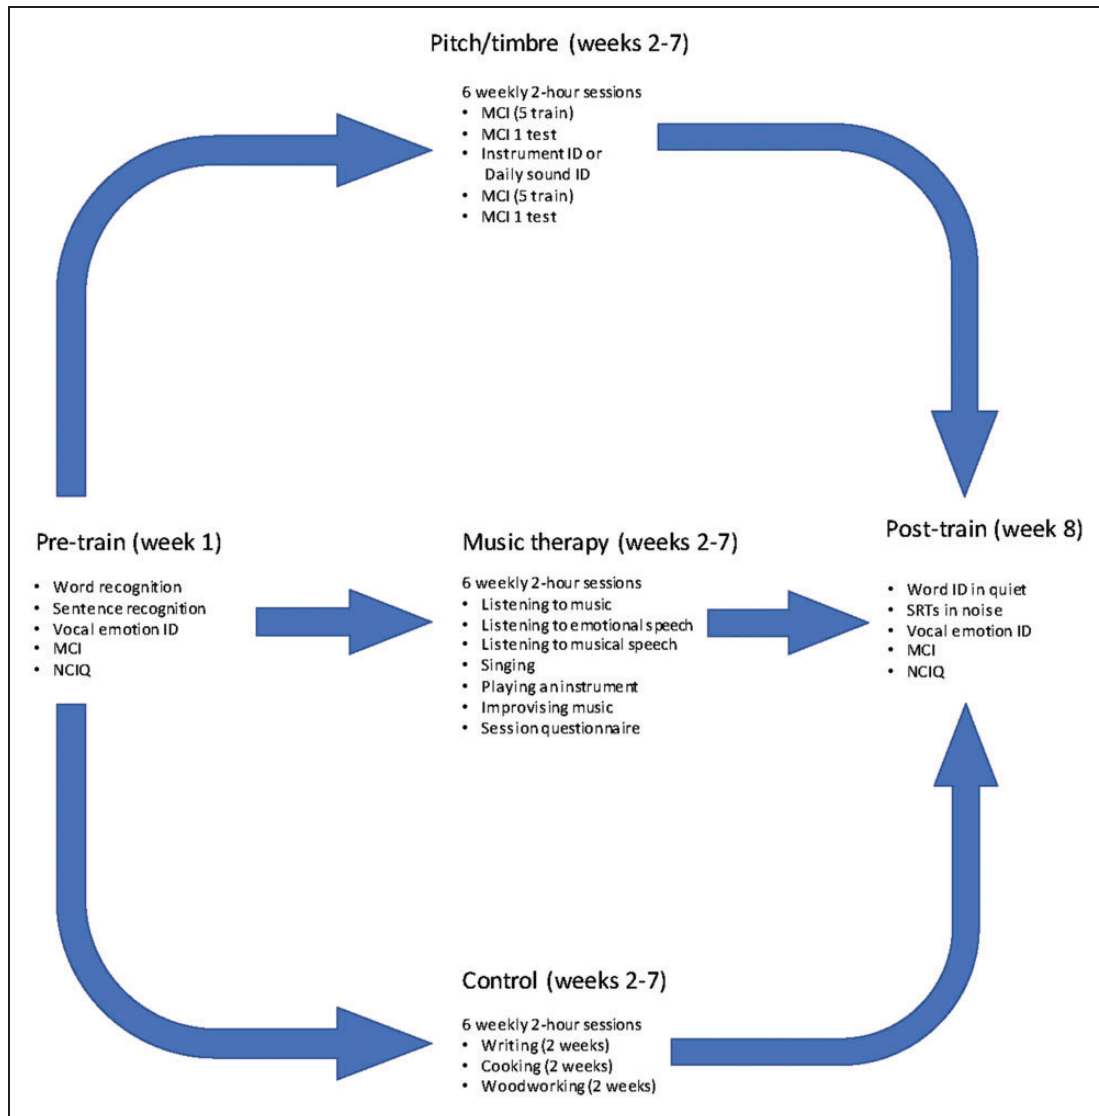 Pitch/timbre (weeks 2-7)
6 weekly 2-hour sessions
• MCI (5 train)
• MCI 1 test
• Instrument ID or
Daily sound ID
• MCI (5 train)
• MCI 1 test
Pre-train (week 1)
• Word recognition
• Sentence recognition
• Vocal emotion ID
• MCI
• NCIQ
Music therapy (weeks 2-7)
6 weekly 2-hour sessions
• Listening to music
• Listening to emotional speech
• Listening to musical speech
• Singing
• Playing an instrument
• Improvising music
• Session questionnaire
Post-train (week 8)
• Word ID in quiet
• SRTs in noise
• Vocal emotion ID
• MCI
• NCIQ
Control (weeks 2-7)
6 weekly 2-hour sessions
• Writing (2 weeks)
• Cooking (2 weeks)
• Woodworking (2 weeks)